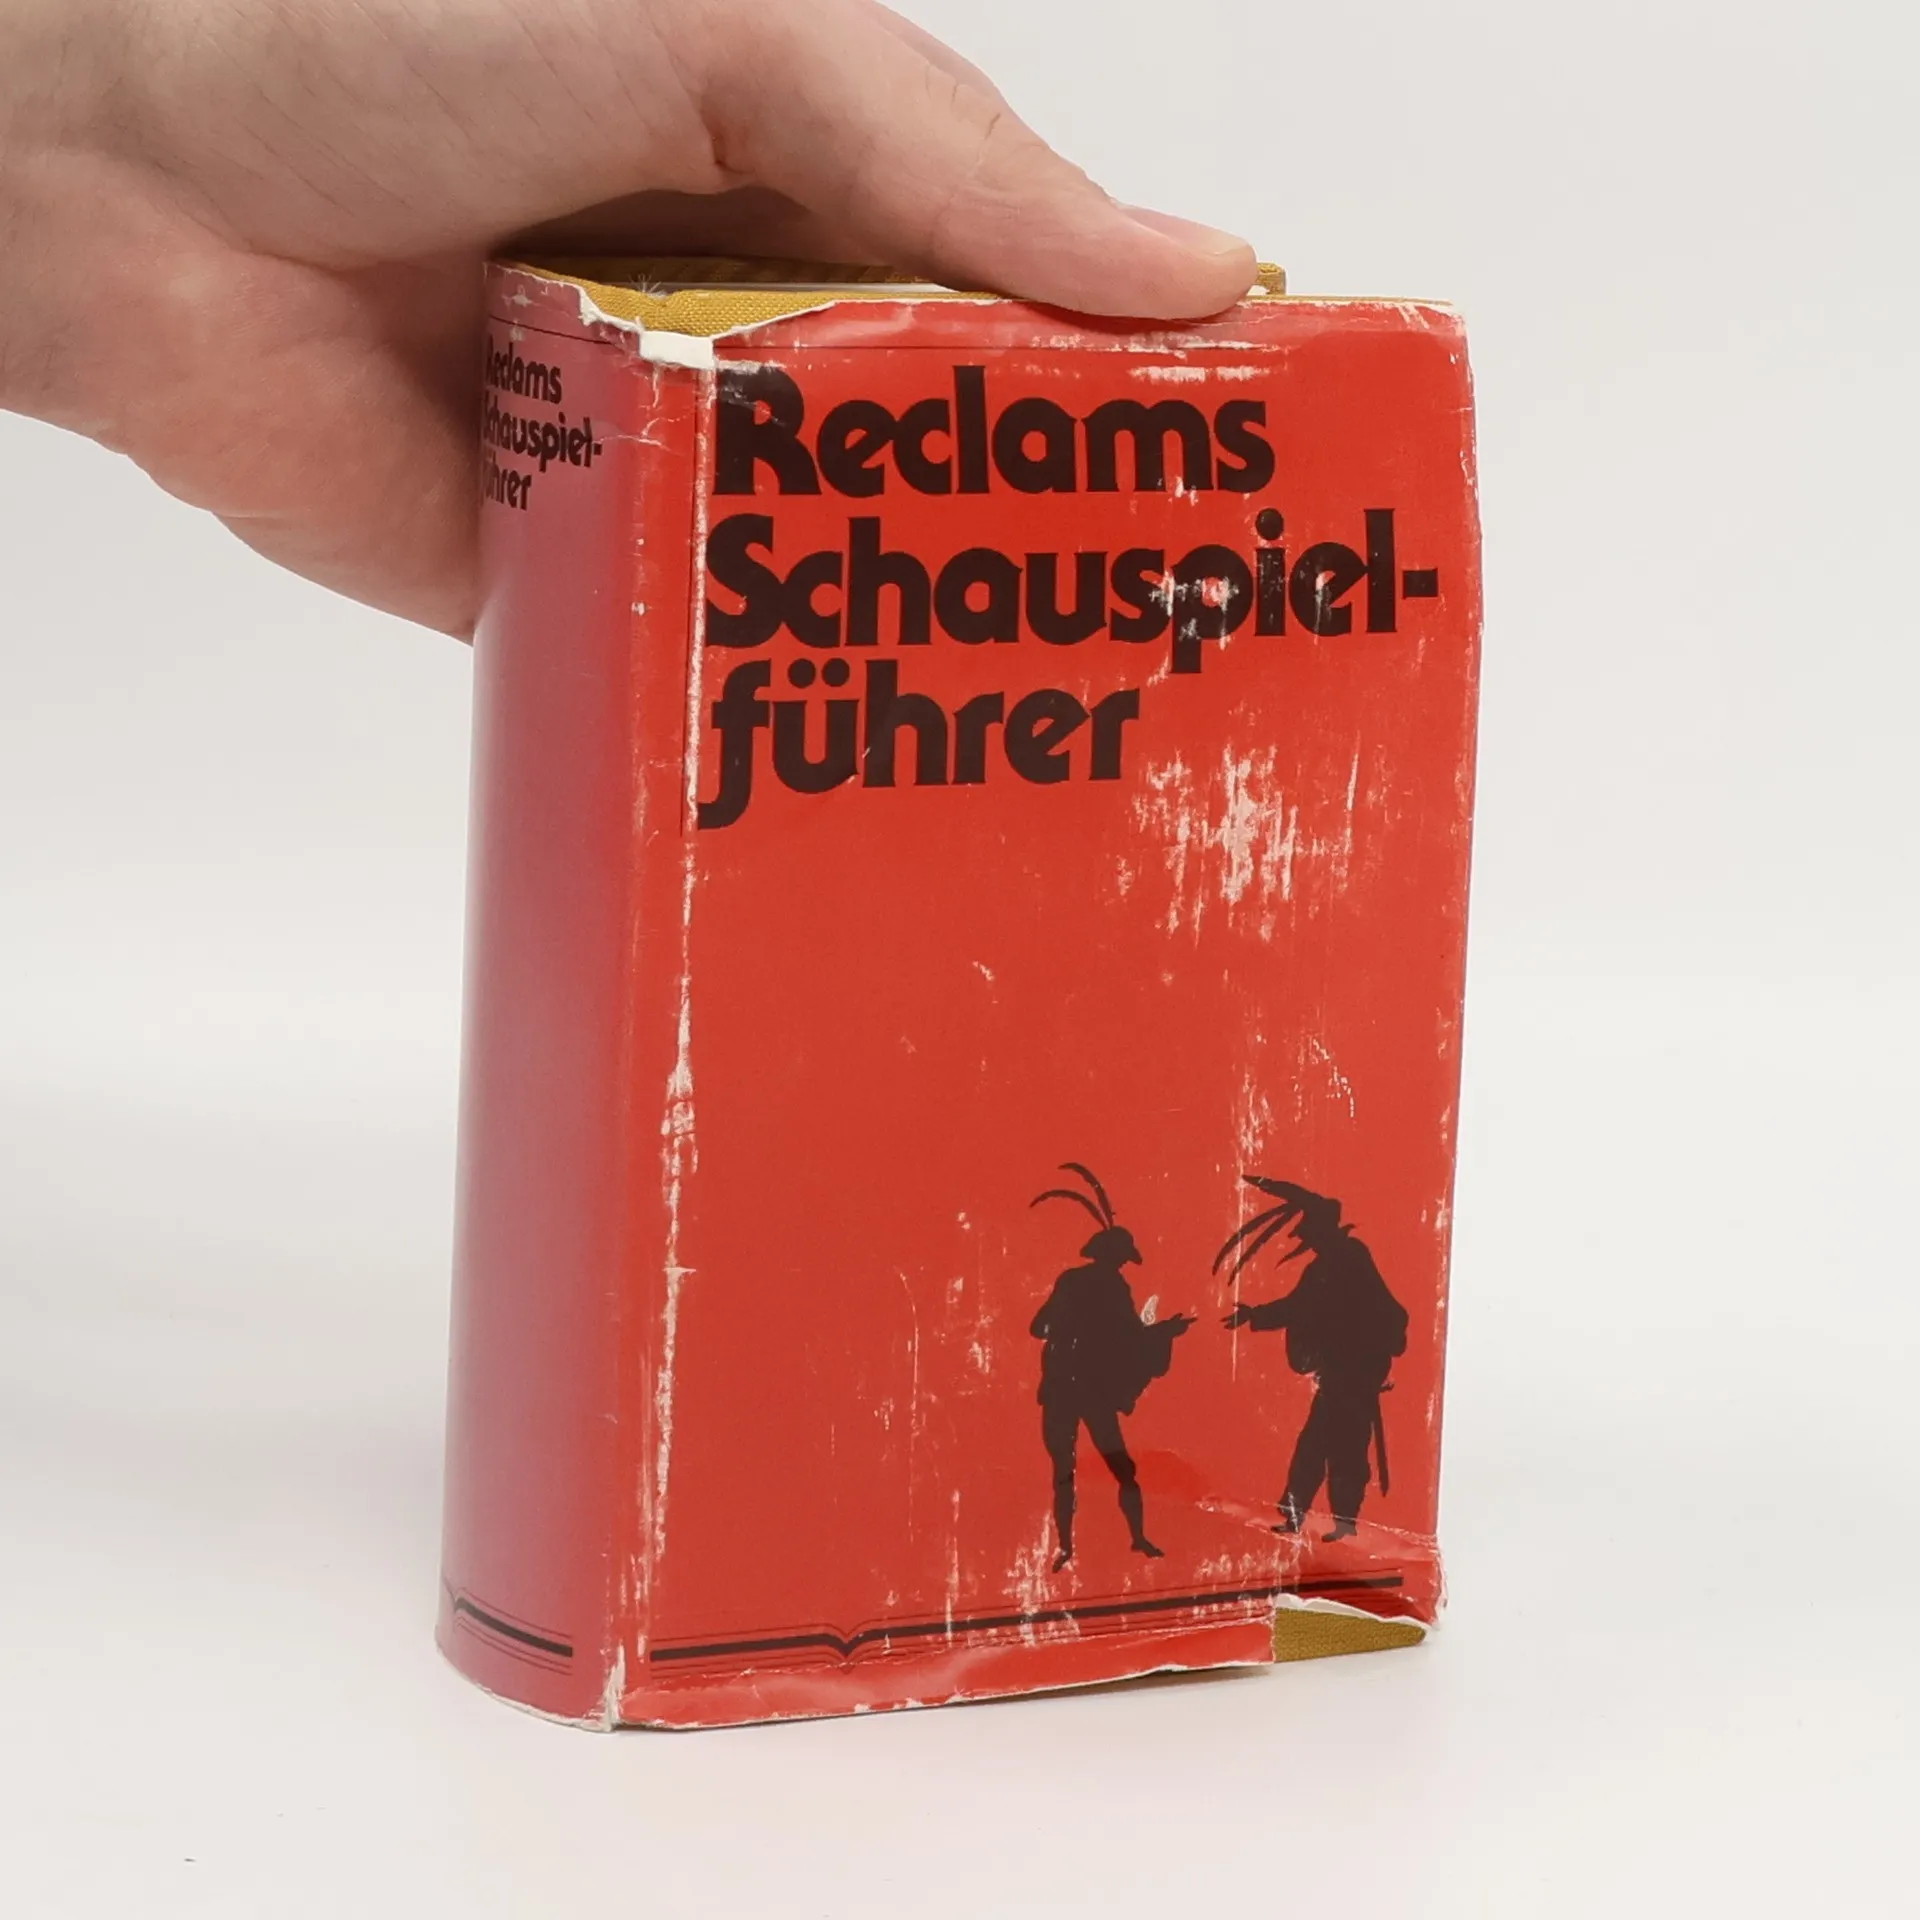 Reclams
Schauspiel-
führer
Reclams
Schauspiel-
führer